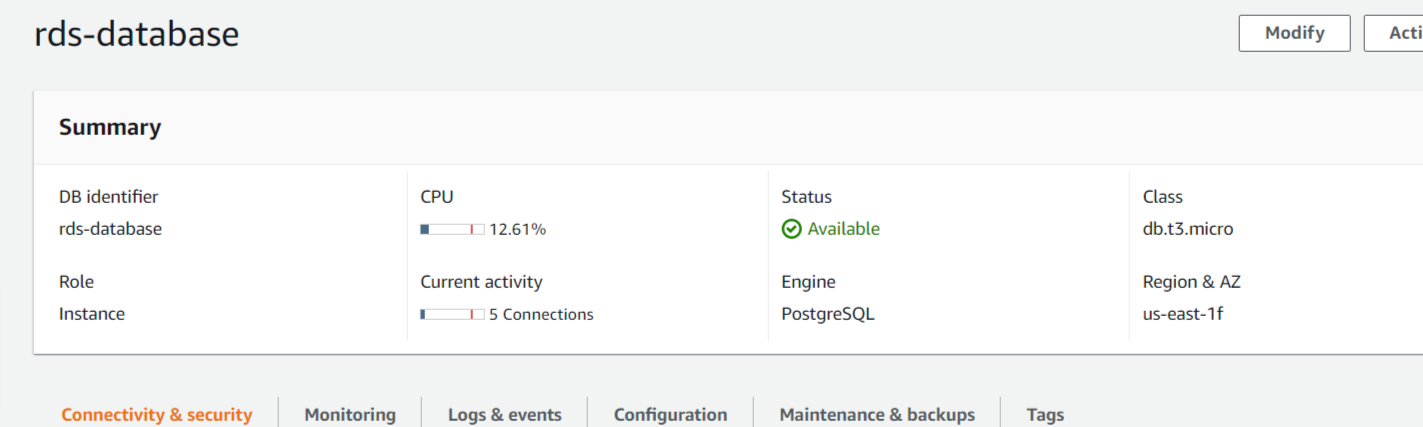 rds-database
Modify
Acti
Summary
DB identifier
rds-database
CPU
12.61%
Status
Available
Class
db.t3.micro
Role
Instance
Current activity
5 Connections
Engine
PostgreSQL
Region & AZ
us-east-1f
Connectivity & security
Monitoring
Logs & events
Configuration
Maintenance & backups
Tags